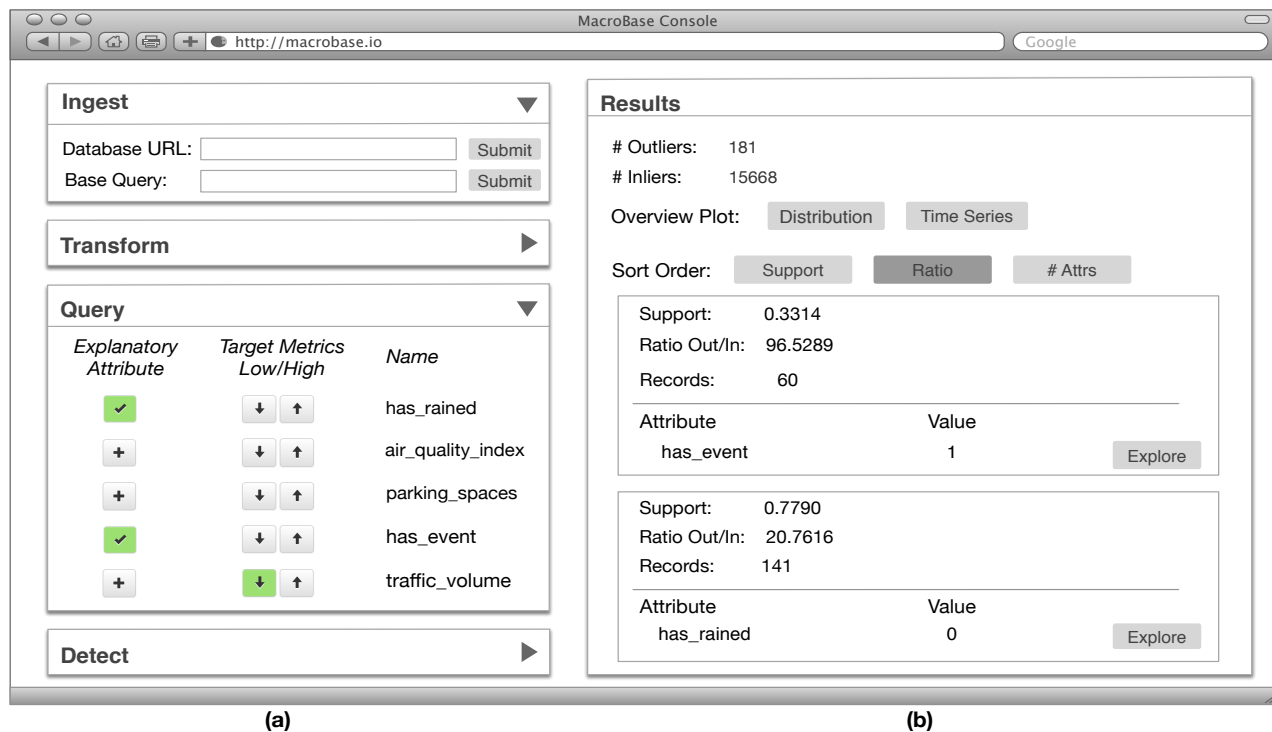 MacroBase Console
http://macrobase.io
Google
Ingest
Database URL: Submit
Base Query: Submit
Transform
Query
Explanatory Attribute Target Metrics Low/High Name
has_rained
air_quality_index
parking_spaces
has_event
traffic_volume
Detect
(a)
Results
# Outliers: 181
# Inliers: 15668
Overview Plot: Distribution Time Series
Sort Order: Support Ratio # Attrs
Support: 0.3314
Ratio Out/In: 96.5289
Records: 60
Attribute Value
has_event 1 Explore
Support: 0.7790
Ratio Out/In: 20.7616
Records: 141
Attribute Value
has_rained 0 Explore
(b)